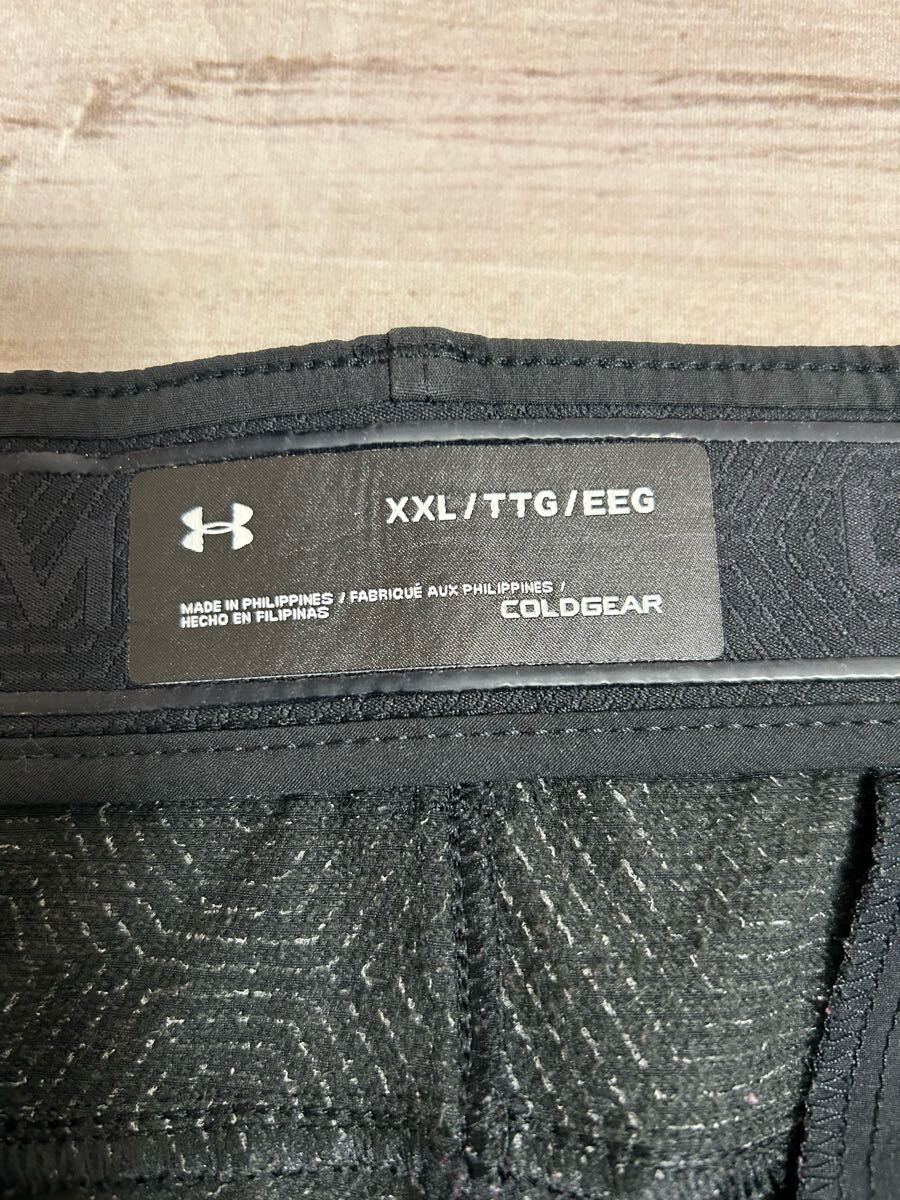 XXL/TTG/EEG
MADE IN PHILIPPINES / FABRIQUÉ AUX PHILIPPINES /
HECHO EN FILIPINAS
COLDGEAR